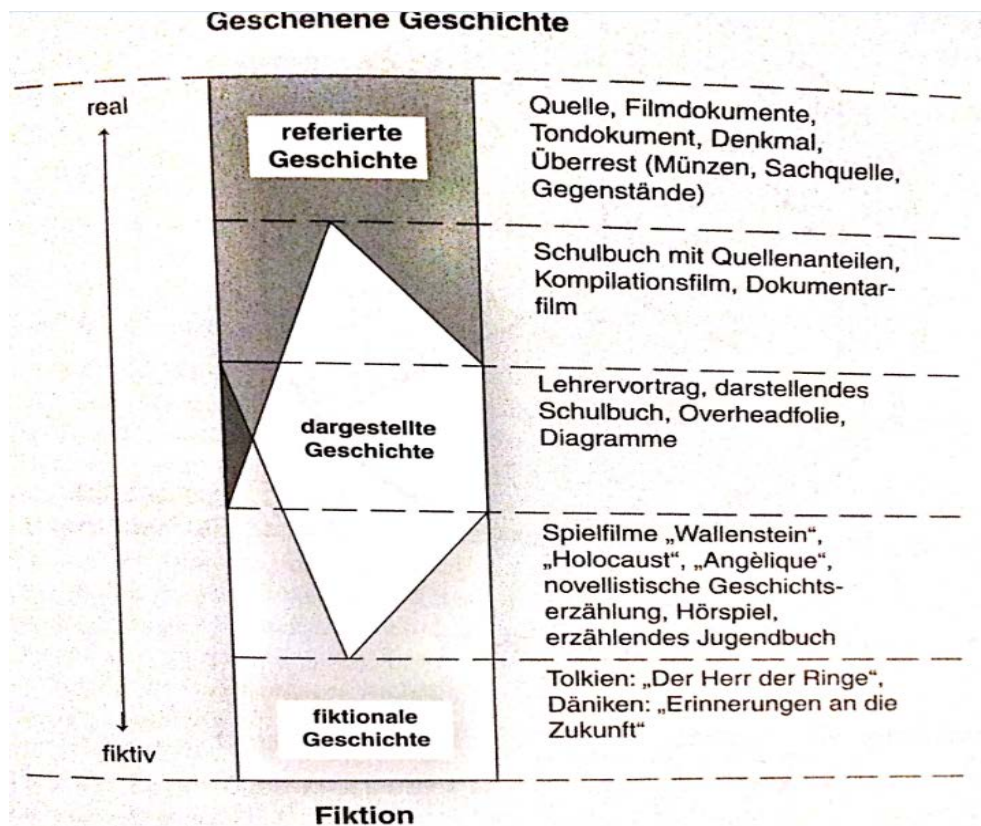 Geschehene Geschichte
real
referierte
Geschichte
Quelle, Filmdokumente,
Tondokument, Denkmal,
Überrest (Münzen, Sachquelle,
Gegenstände)
Schulbuch mit Quellenanteilen,
Kompilationsfilm, Dokumentar-
film
dargestellte
Geschichte
Lehrervortrag, darstellendes
Schulbuch, Overheadfolie,
Diagramme
Spielfilme „Wallenstein“,
„Holocaust“, „Angèlique“,
novellistische Geschichts-
erzählung, Hörspiel,
erzählendes Jugendbuch
fiktionale
Geschichte
Tolkien: „Der Herr der Ringe“,
Däniken: „Erinnerungen an die
Zukunft“
fiktiv
Fiktion